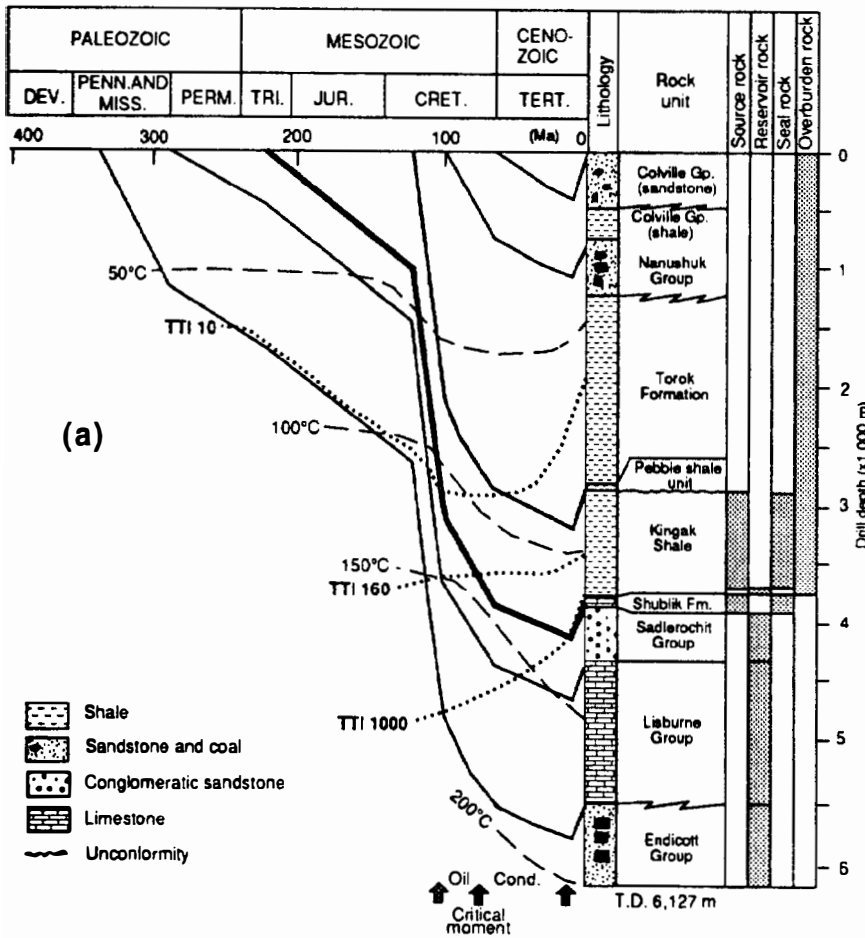 PALEOZOIC
MESOZOIC
CENO-
ZOIC
DEV.
PENN.AND
MISS.
PERM.
TRI.
JUR.
CRET.
TERT.
400
300
200
100
(Ma)
0
Lithology
Rock
unit
Source rock
Reservoir rock
Seal rock
Overburden rock
Colville Gp.
(sandstone)
Colville Gp.
(shale)
Nanushuk
Group
Torok
Formation
Pebble shale
unit
Kingak
Shale
Shublik Fm.
Sadlerochit
Group
Lisburne
Group
Endicott
Group
T.D. 6,127 m
0
1
2
3
4
5
6
Drill depth (x1,000 m)
50°C
TTI 10
(a)
100°C
150°C
TTI 160
TTI 1000
200°C
Shale
Sandstone and coal
Conglomeratic sandstone
Limestone
Unconformity
Oil
Cond.
Critical
moment